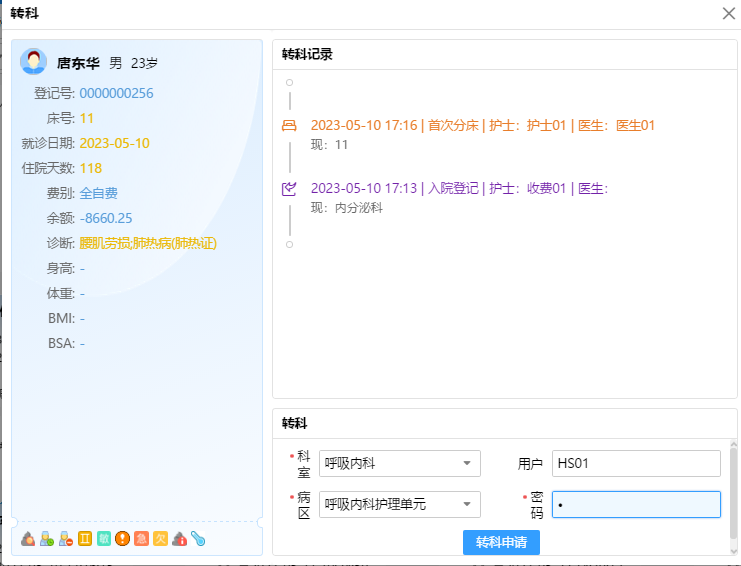 转科
唐东华 男 23岁
登记号: 0000000256
床号: 11
就诊日期: 2023-05-10
住院天数: 118
费别: 全自费
余额: -8660.25
诊断: 腰肌劳损;肺热病(肺热证)
身高: -
体重: -
BMI: -
BSA: -
敏 急 欠
转科记录
2023-05-10 17:16 | 首次分床 | 护士: 护士01 | 医生: 医生01
现: 11
2023-05-10 17:13 | 入院登记 | 护士: 收费01 | 医生:
现: 内分泌科
转科
*科室 呼吸内科 用户 HS01
*病区 呼吸内科护理单元 *密码 •
转科申请